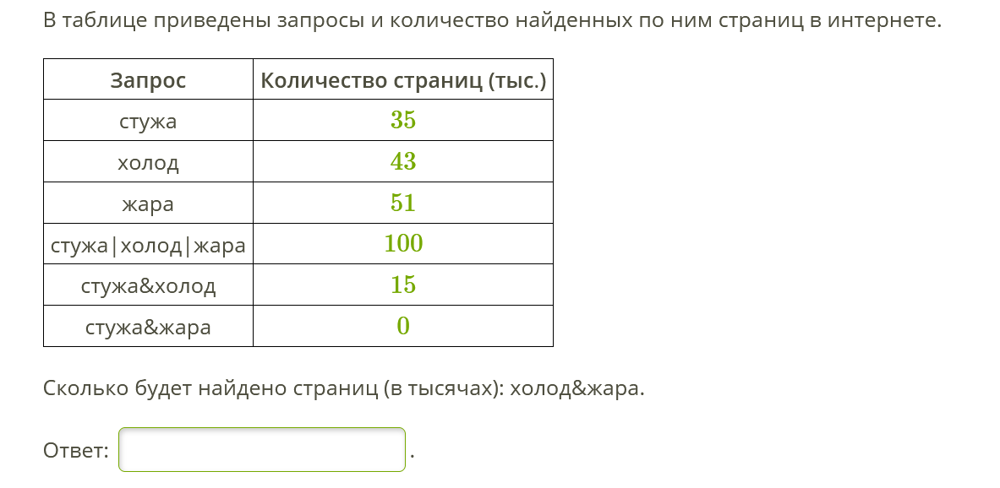 В таблице приведены запросы и количество найденных по ним страниц в интернете.
Запрос Количество страниц (тыс.)
стужа 35
холод 43
жара 51
стужа|холод|жара 100
стужа&холод 15
стужа&жара 0
Сколько будет найдено страниц (в тысячах): холод&жара.
Ответ: .